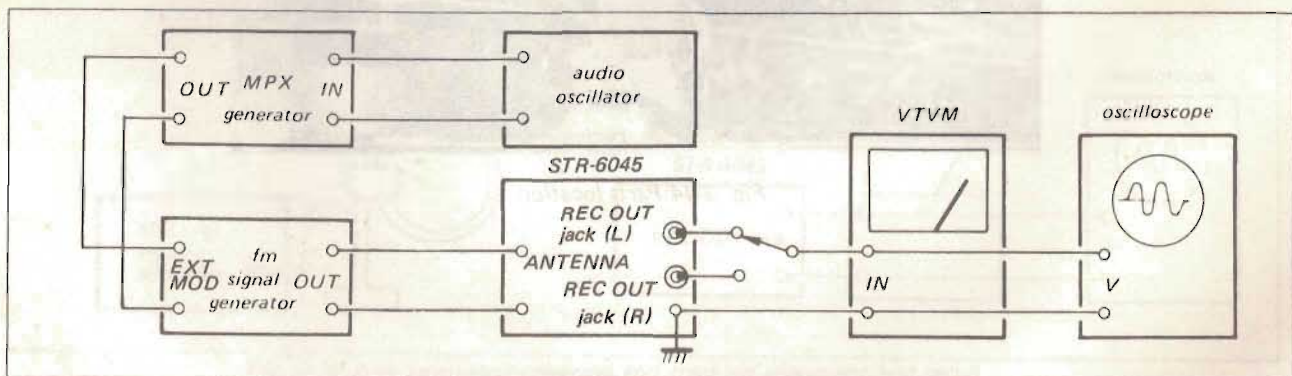 OUT MPX IN
generator
audio
oscillator
VTVM
oscilloscope
STR-6045
REC OUT
jack (L)
ANTENNA
REC OUT
jack (R)
EXT
MOD
fm
signal
generator
OUT
IN
V